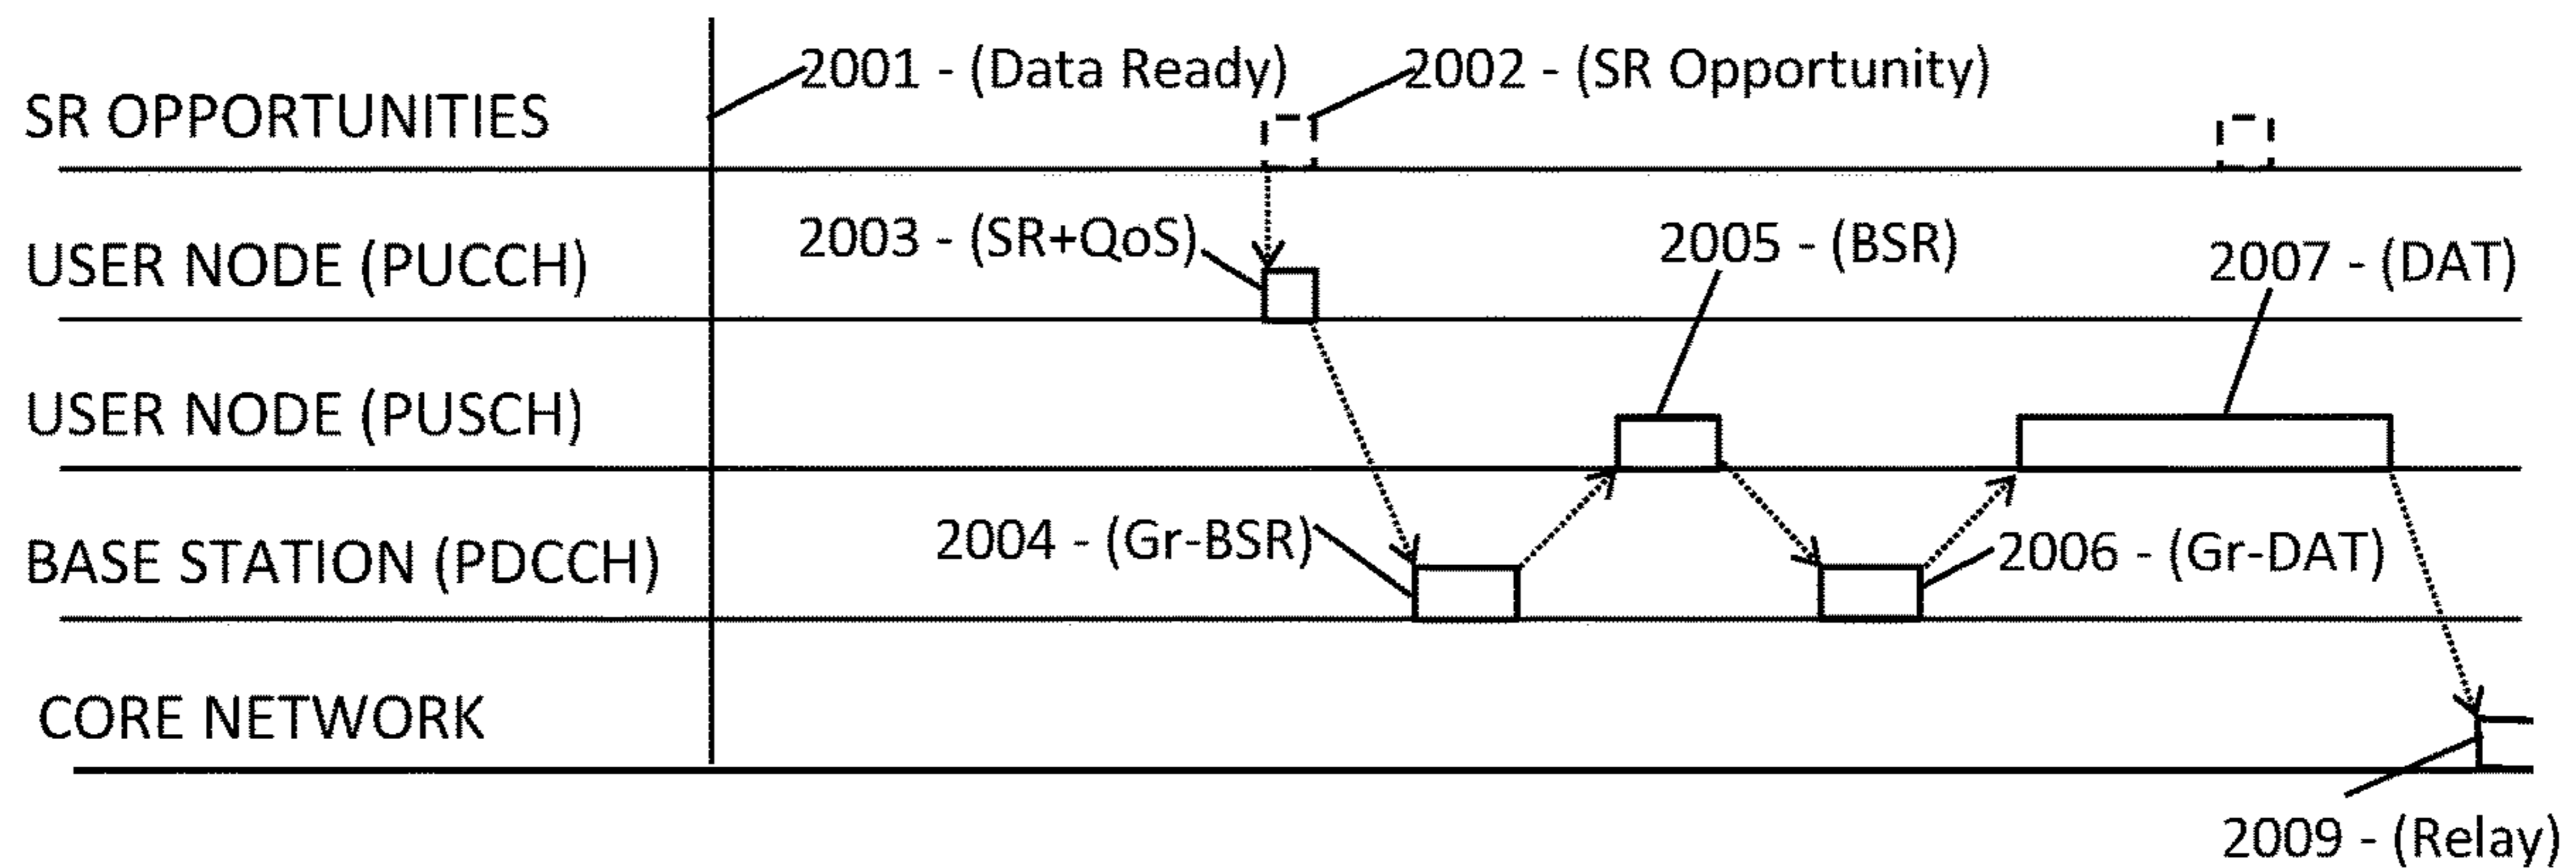 2001 - (Data Ready)
2002 - (SR Opportunity)
SR OPPORTUNITIES
2003 - (SR+QoS)
2005 - (BSR)
USER NODE (PUCCH)
2007 - (DAT)
USER NODE (PUSCH)
2004 - (Gr-BSR)
2006 - (Gr-DAT)
BASE STATION (PDCCH)
CORE NETWORK
2009 - (Relay)